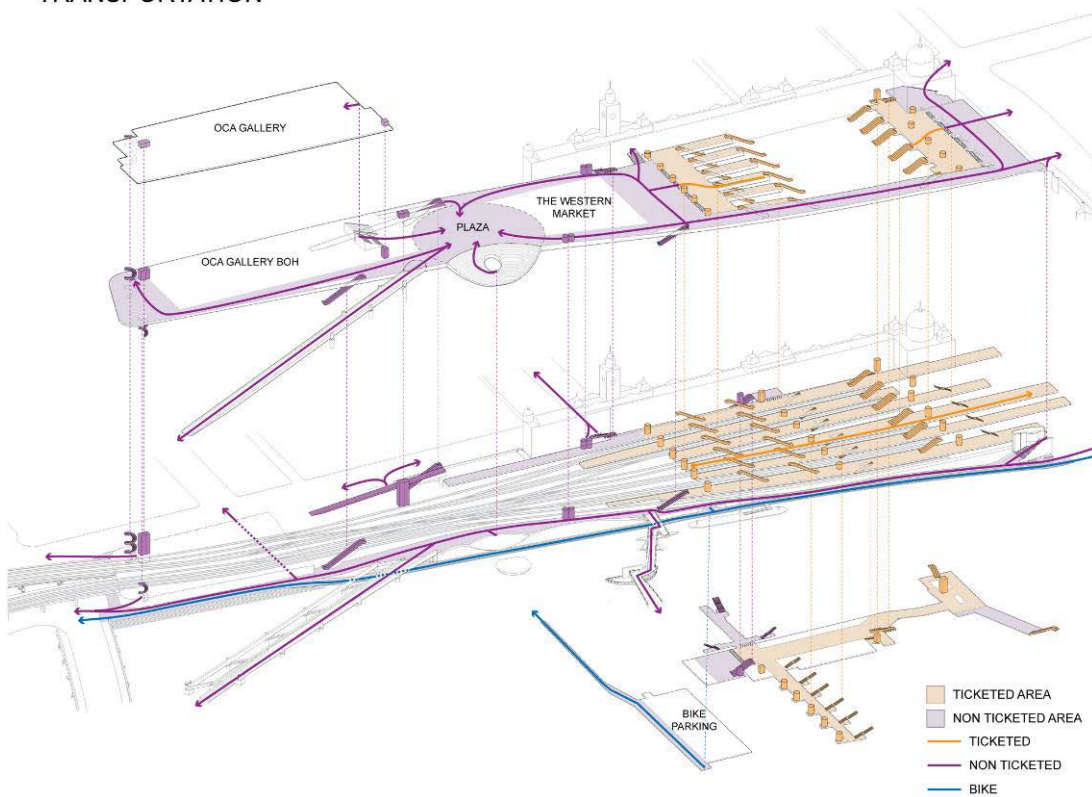 TRANSPORTATION
OCA GALLERY
THE WESTERN
MARKET
PLAZA
OCA GALLERY BOH
BIKE
PARKING
TICKETED AREA
NON TICKETED AREA
TICKETED
NON TICKETED
BIKE